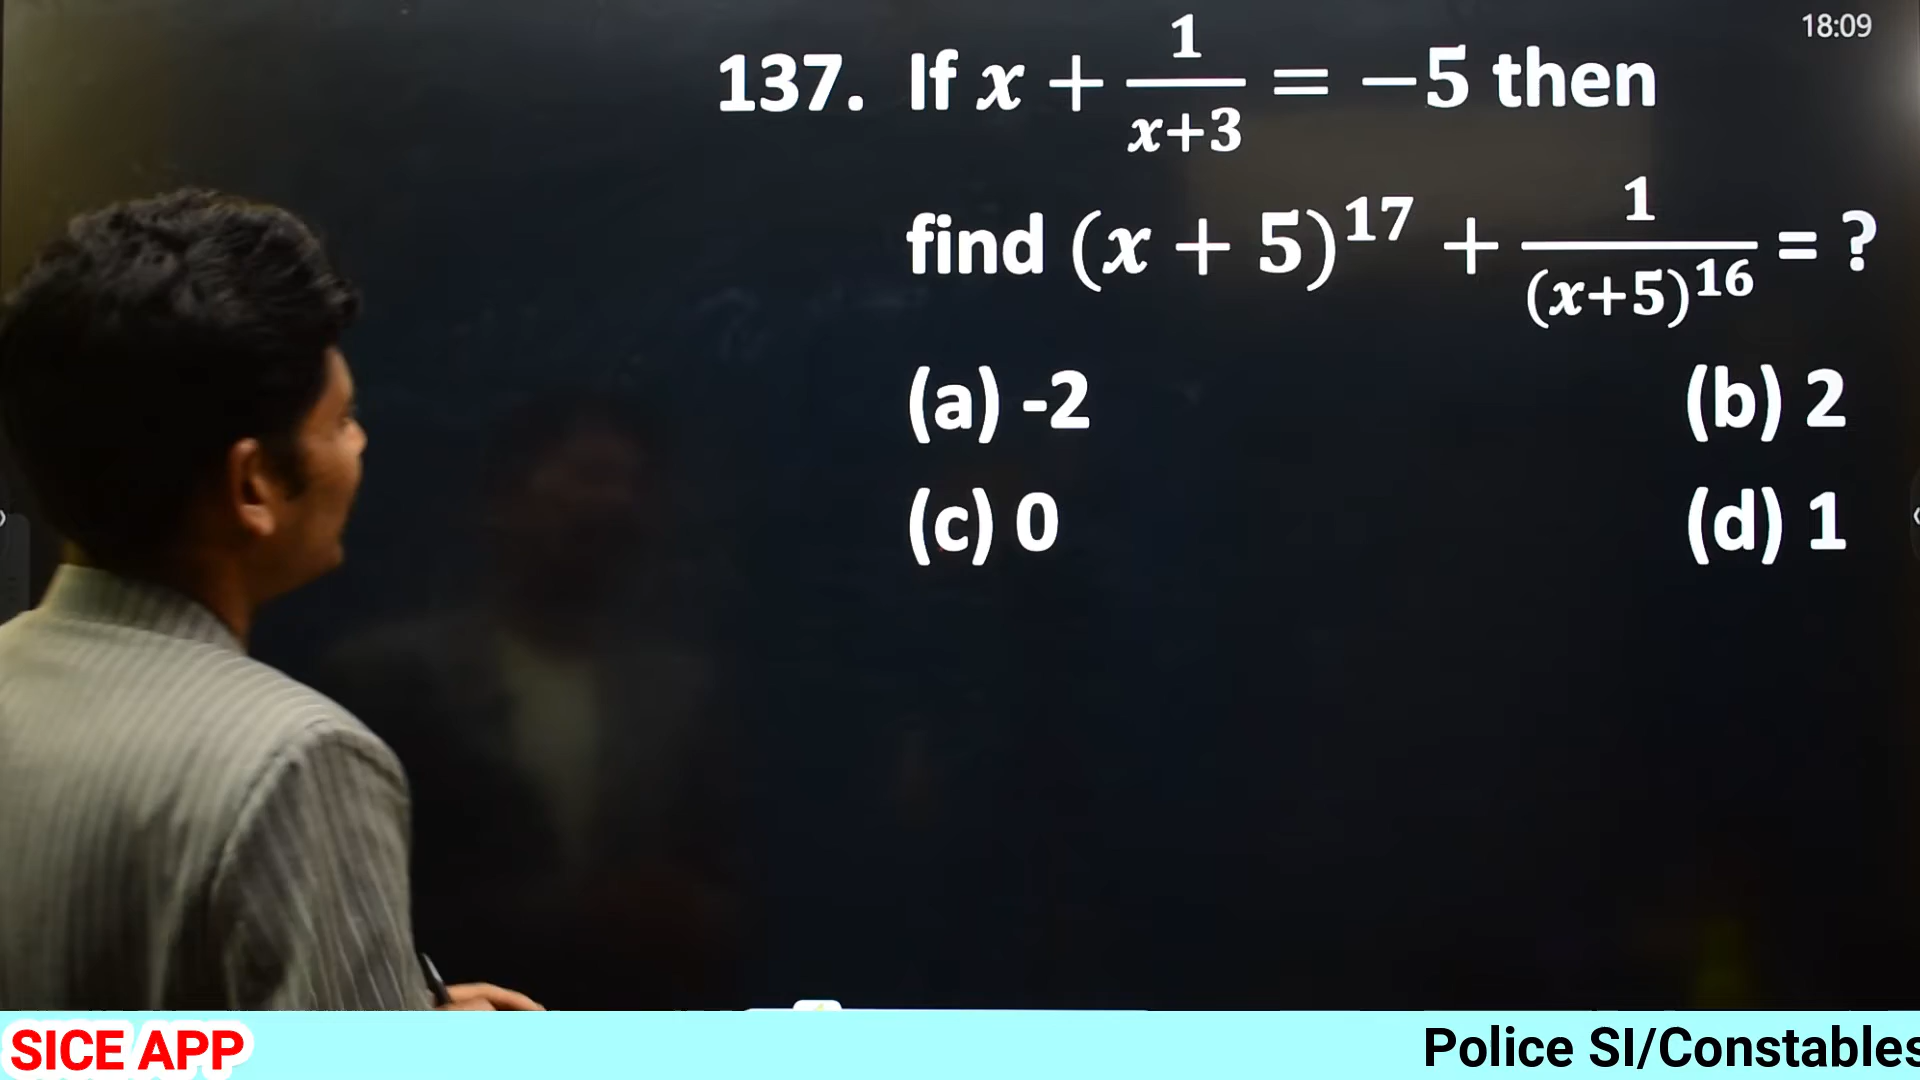 18:09
137. If x + 1/(x+3) = −5 then
find (x + 5)^17 + 1/(x+5)^16 = ?
(a) -2 (b) 2
(c) 0 (d) 1
SICE APP Police SI/Constables